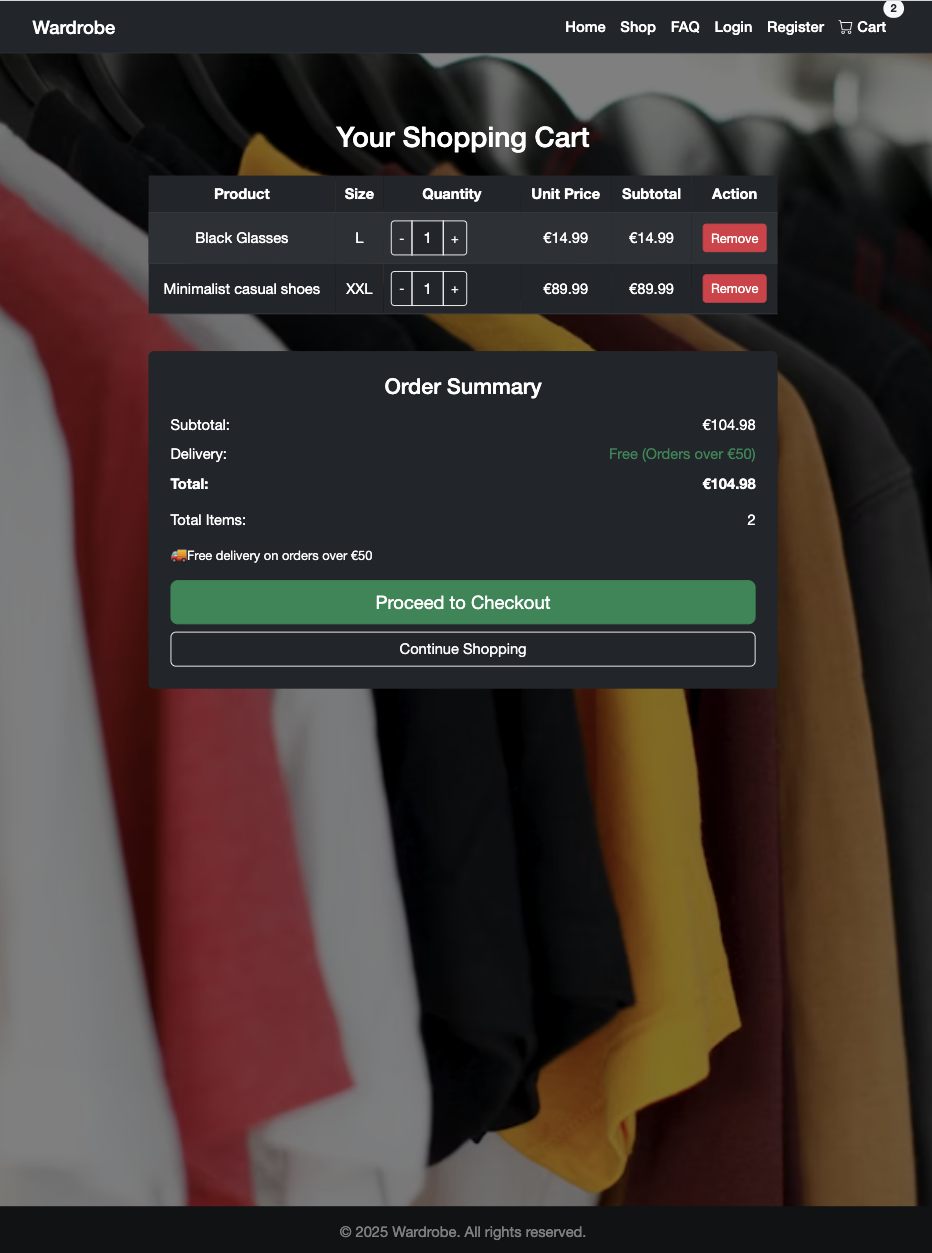 Wardrobe Home Shop FAQ Login Register Cart 2
Your Shopping Cart
Product Size Quantity Unit Price Subtotal Action
Black Glasses L - 1 + €14.99 €14.99 Remove
Minimalist casual shoes XXL - 1 + €89.99 €89.99 Remove
Order Summary
Subtotal: €104.98
Delivery: Free (Orders over €50)
Total: €104.98
Total Items: 2
🚚Free delivery on orders over €50
Proceed to Checkout
Continue Shopping
© 2025 Wardrobe. All rights reserved.